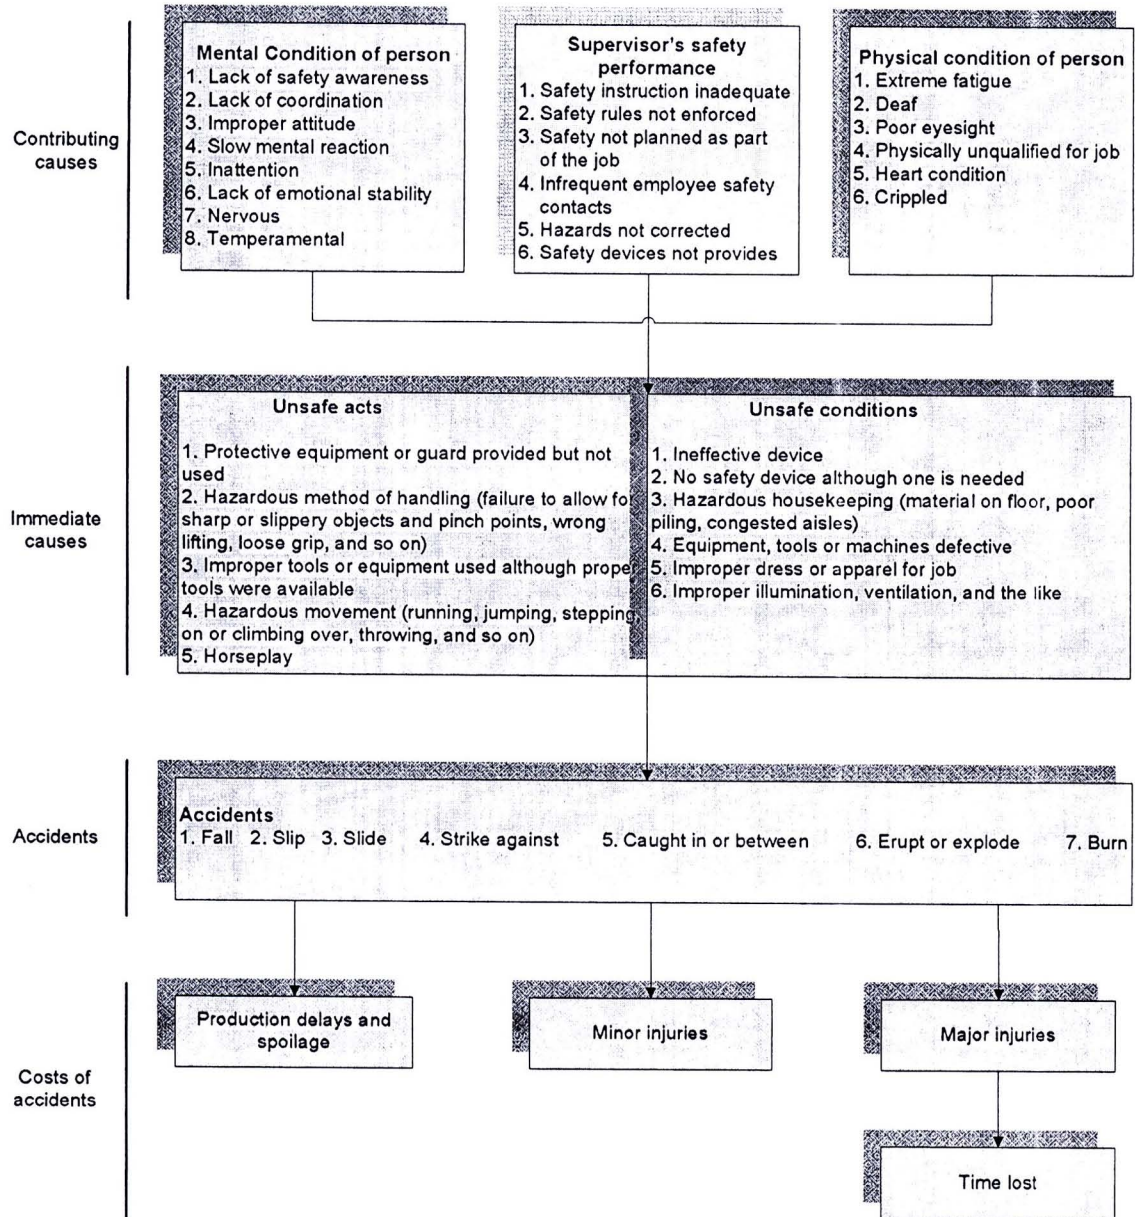 Contributing
causes
Mental Condition of person
1. Lack of safety awareness
2. Lack of coordination
3. Improper attitude
4. Slow mental reaction
5. Inattention
6. Lack of emotional stability
7. Nervous
8. Temperamental
Supervisor's safety
performance
1. Safety instruction inadequate
2. Safety rules not enforced
3. Safety not planned as part
of the job
4. Infrequent employee safety
contacts
5. Hazards not corrected
6. Safety devices not provides
Physical condition of person
1. Extreme fatigue
2. Deaf
3. Poor eyesight
4. Physically unqualified for job
5. Heart condition
6. Crippled
Immediate
causes
Unsafe acts
1. Protective equipment or guard provided but not
used
2. Hazardous method of handling (failure to allow fo
sharp or slippery objects and pinch points, wrong
lifting, loose grip, and so on)
3. Improper tools or equipment used although prope
tools were available
4. Hazardous movement (running, jumping, stepping,
on or climbing over, throwing, and so on)
5. Horseplay
Unsafe conditions
1. Ineffective device
2. No safety device although one is needed
3. Hazardous housekeeping (material on floor, poor
piling, congested aisles)
4. Equipment, tools or machines defective
5. Improper dress or apparel for job
6. Improper illumination, ventilation, and the like
Accidents
Accidents
1. Fall 2. Slip 3. Slide 4. Strike against 5. Caught in or between 6. Erupt or explode 7. Burn
Costs of
accidents
Production delays and
spoilage
Minor injuries
Major injuries
Time lost